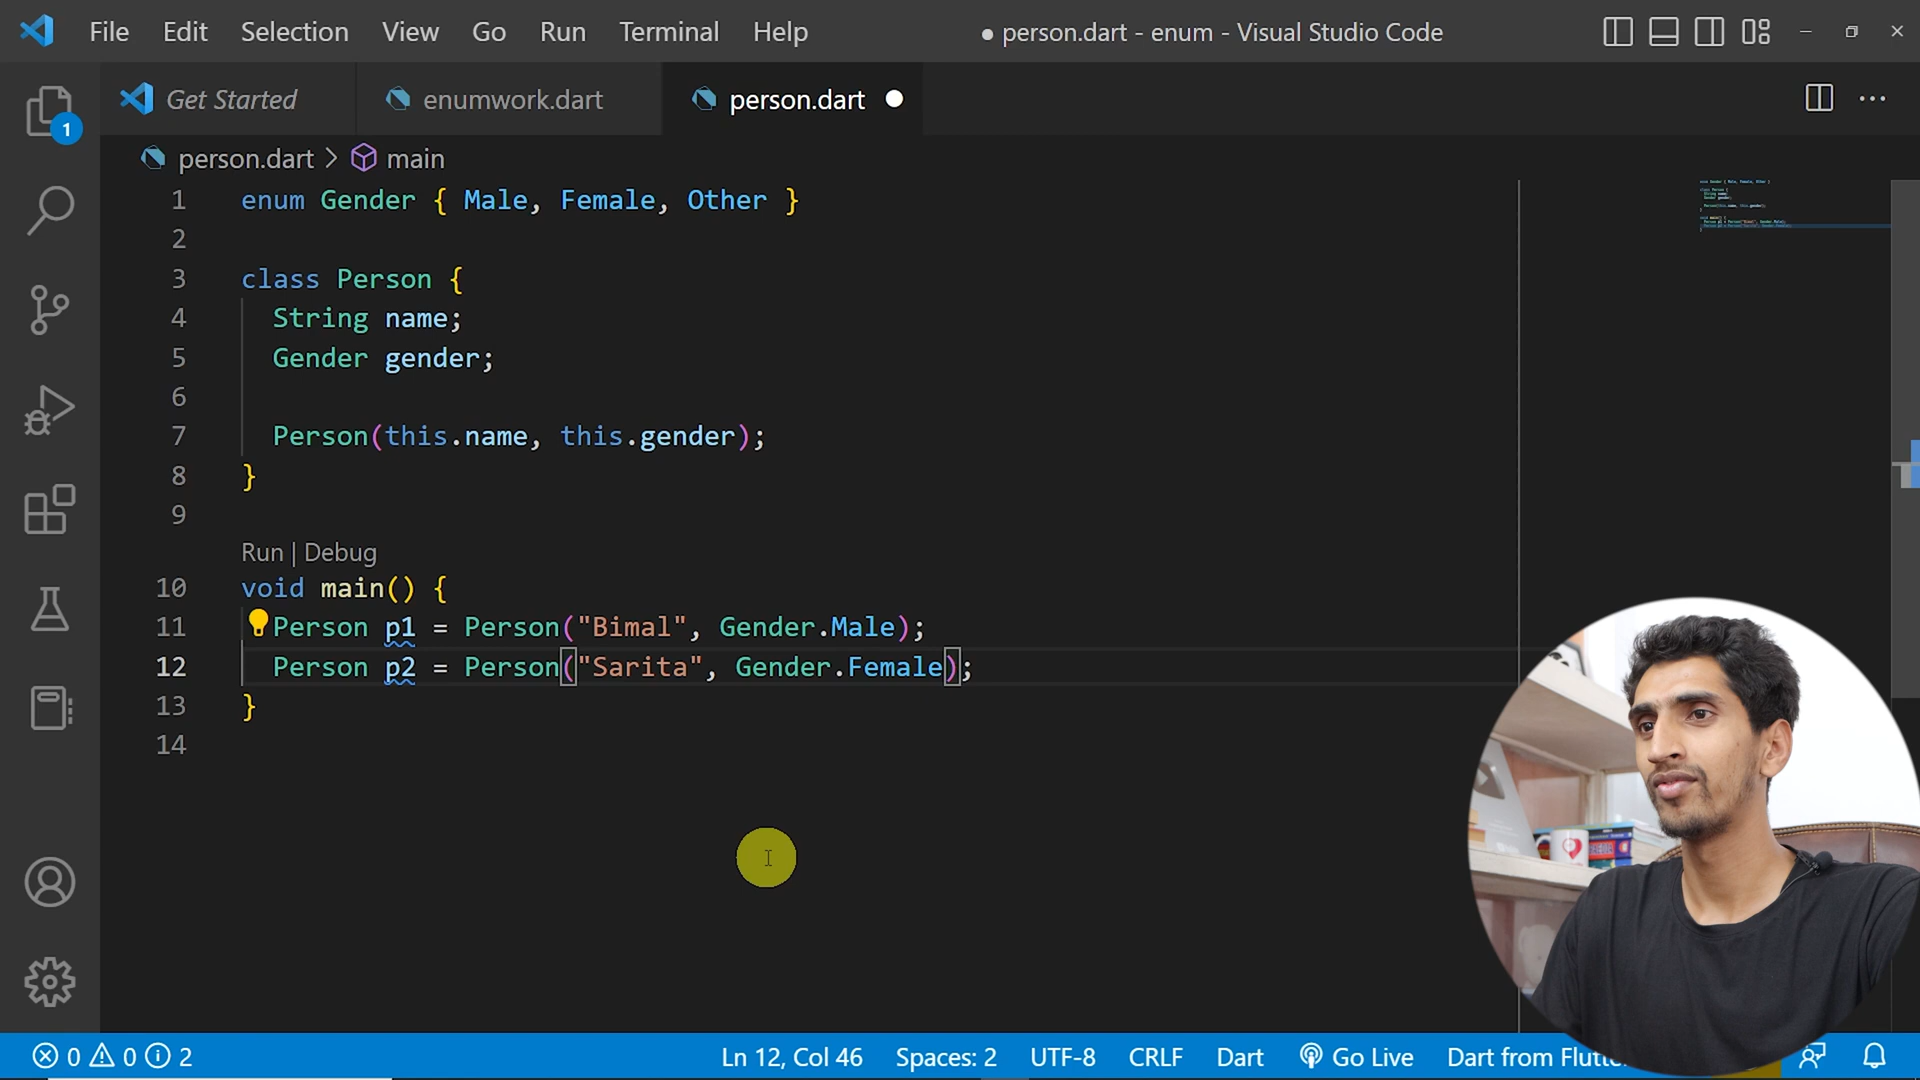 File Edit Selection View Go Run Terminal Help ● person.dart - enum - Visual Studio Code
Get Started enumwork.dart person.dart
1
person.dart > main
1 enum Gender { Male, Female, Other }
2
3 class Person {
4 String name;
5 Gender gender;
6
7 Person(this.name, this.gender);
8 }
9
Run | Debug
10 void main() {
11 Person p1 = Person("Bimal", Gender.Male);
12 Person p2 = Person("Sarita", Gender.Female);
13 }
14
0 0 2 Ln 12, Col 46 Spaces: 2 UTF-8 CRLF Dart Go Live Dart from